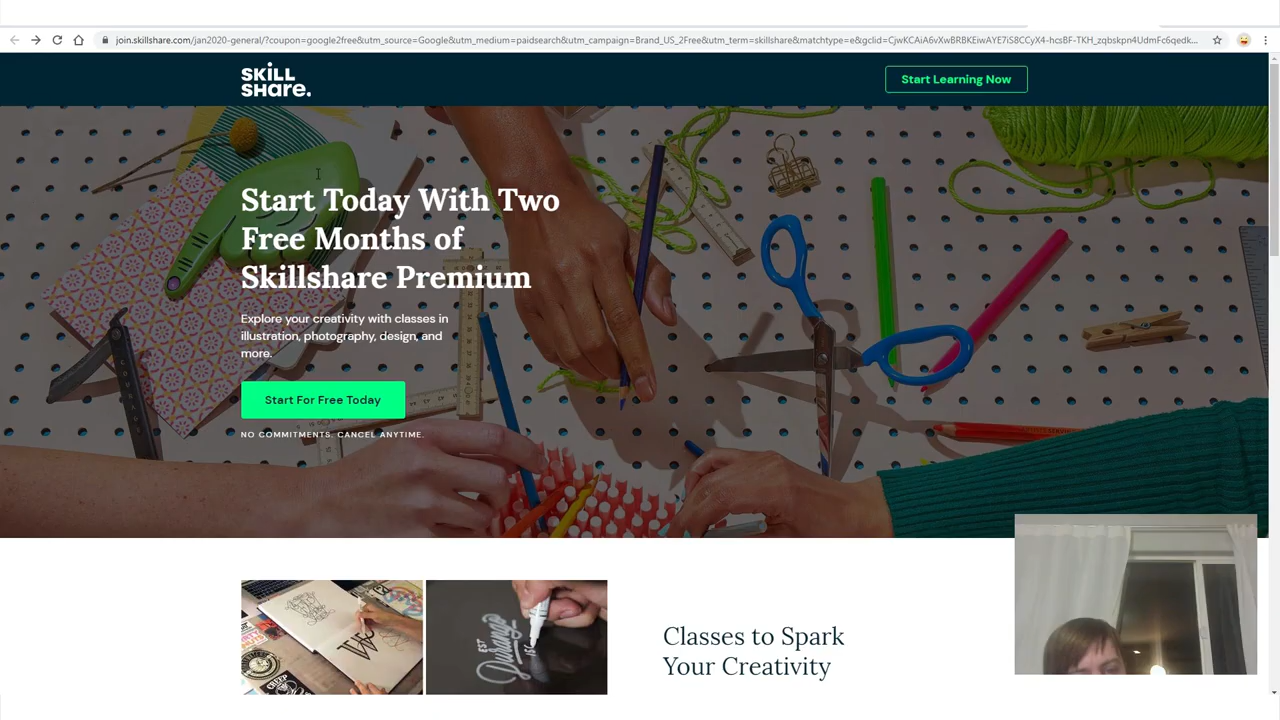 join.skillshare.com/jan2020-general/?coupon=google2free&utm_source=Google&utm_medium=paidsearch&utm_campaign=Brand_US_2Free&utm_term=skillshare&matchtype=e&gclid=CjwKCAiA6vXwBRBKEiwAYE7iS8CCyX4-hcsBF-TKH_zqbskpn4UdmFc6qedk...
SKILL
SHare.
Start Learning Now
Start Today With Two
Free Months of
Skillshare Premium
Explore your creativity with classes in
illustration, photography, design, and
more.
Start For Free Today
NO COMMITMENTS. CANCEL ANYTIME.
EST
Durango
Classes to Spark
Your Creativity
CREEP